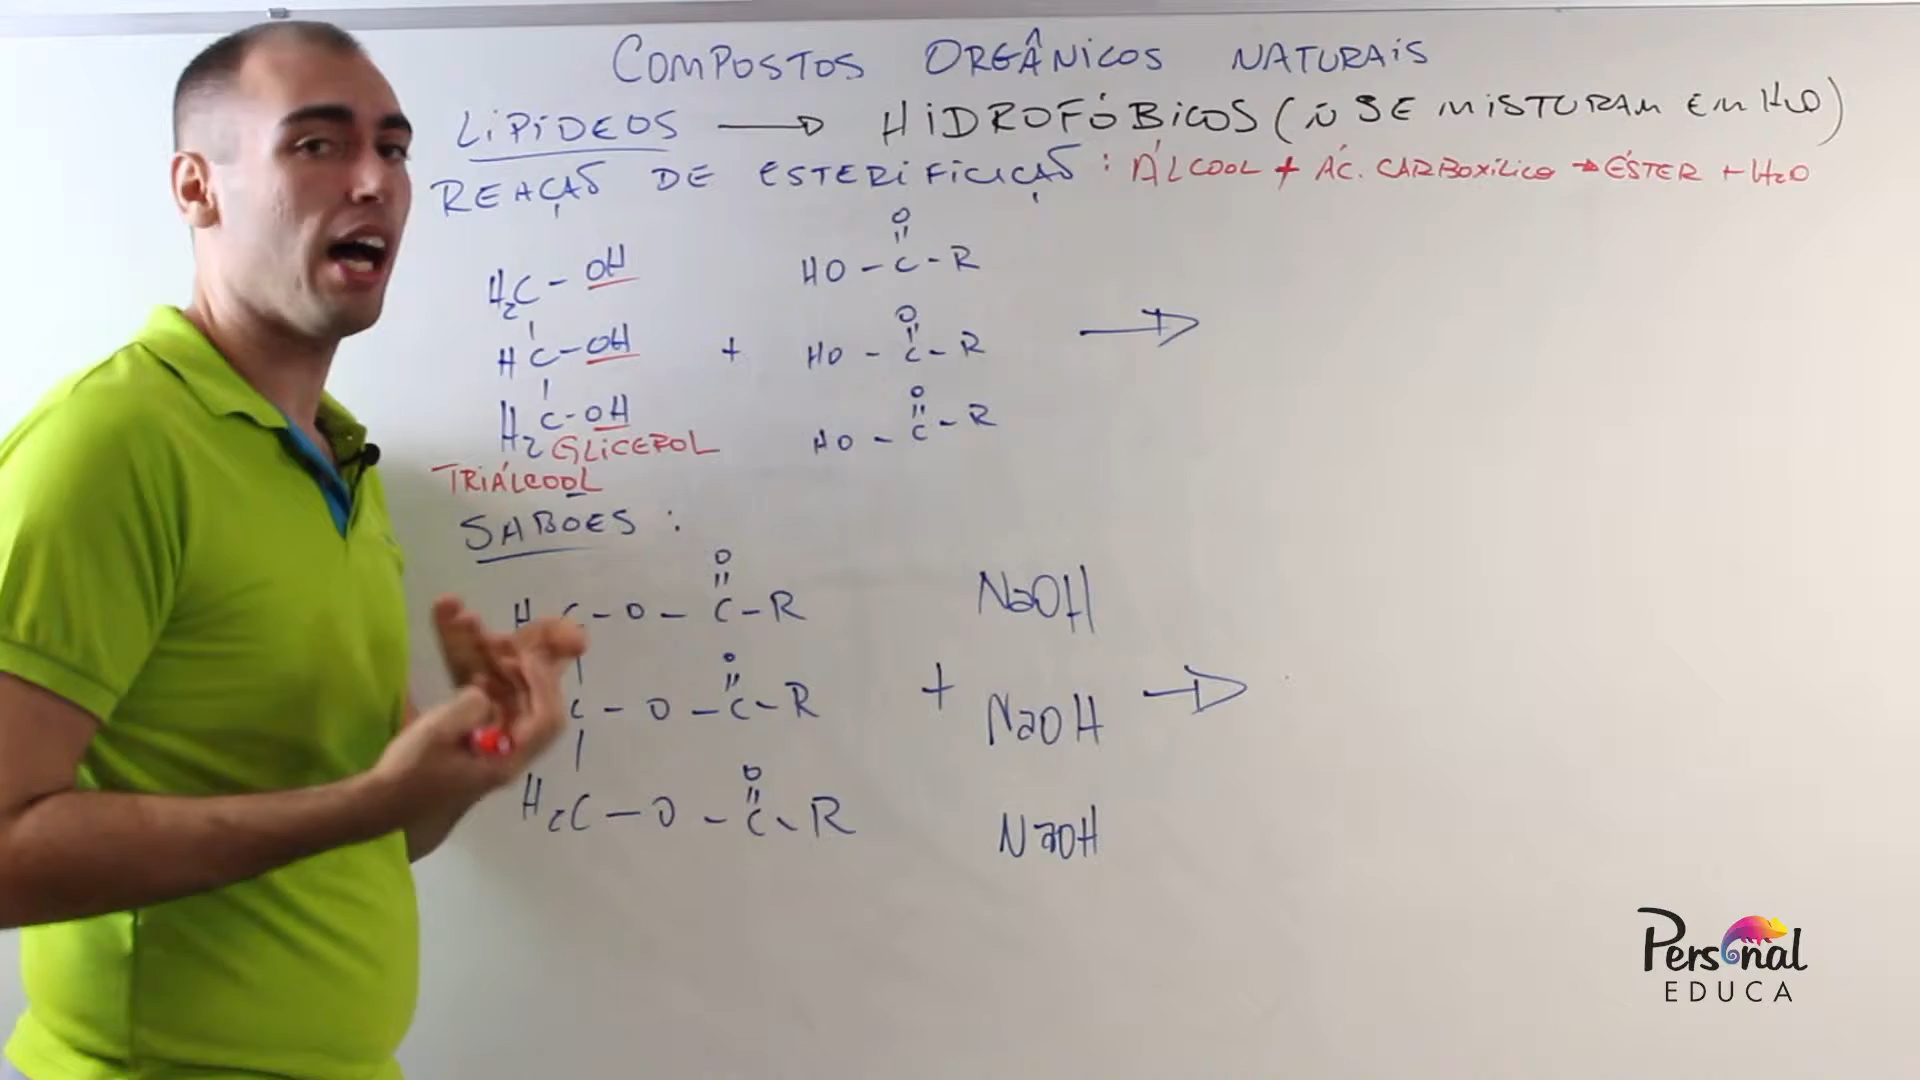 COMPOSTOS ORGÂNICOS NATURAIS
LIPÍDEOS → HIDROFÓBICOS (Ñ SE MISTURAM EM H2O)
REAÇÃO DE ESTERIFICAÇÃO : ÁLCOOL + ÁC. CARBOXÍLICO → ÉSTER + H2O
O
H2C - OH HO - C - R
O
HC - OH + HO - C - R →
O
H2C - OH HO - C - R
GLICEROL
TRIÁLCOOL
SABÕES :
O
H C - O - C - R NaOH
O
C - O - C - R + NaOH →
O
H2C - O - C - R NaOH
Personal
EDUCA